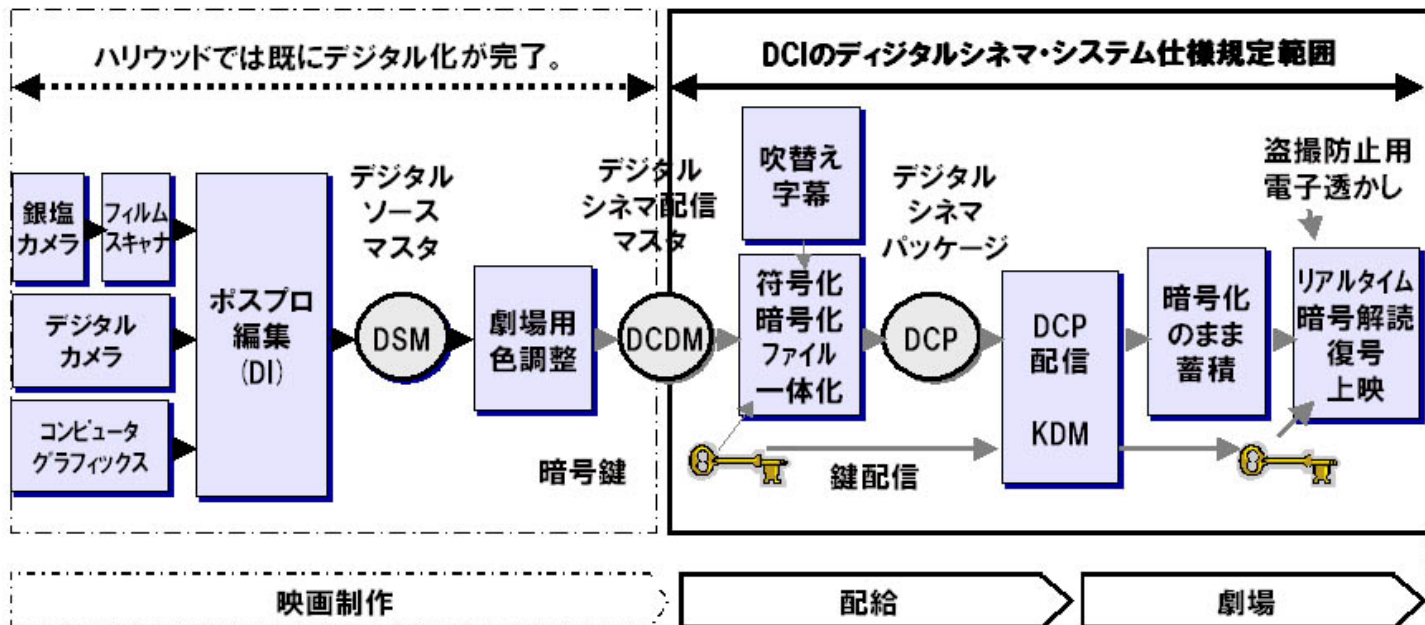 ハリウッドでは既にデジタル化が完了。
DCIのディジタルシネマ・システム仕様規定範囲
銀塩
カメラ
フィルム
スキャナ
デジタル
カメラ
コンピュータ
グラフィックス
ポスプロ
編集
(DI)
デジタル
ソース
マスタ
DSM
劇場用
色調整
デジタル
シネマ配信
マスタ
DCDM
吹替え
字幕
符号化
暗号化
ファイル
一体化
デジタル
シネマ
パッケージ
DCP
DCP
配信
KDM
暗号化
のまま
蓄積
盗撮防止用
電子透かし
リアルタイム
暗号解読
復号
上映
暗号鍵
鍵配信
映画制作
配給
劇場